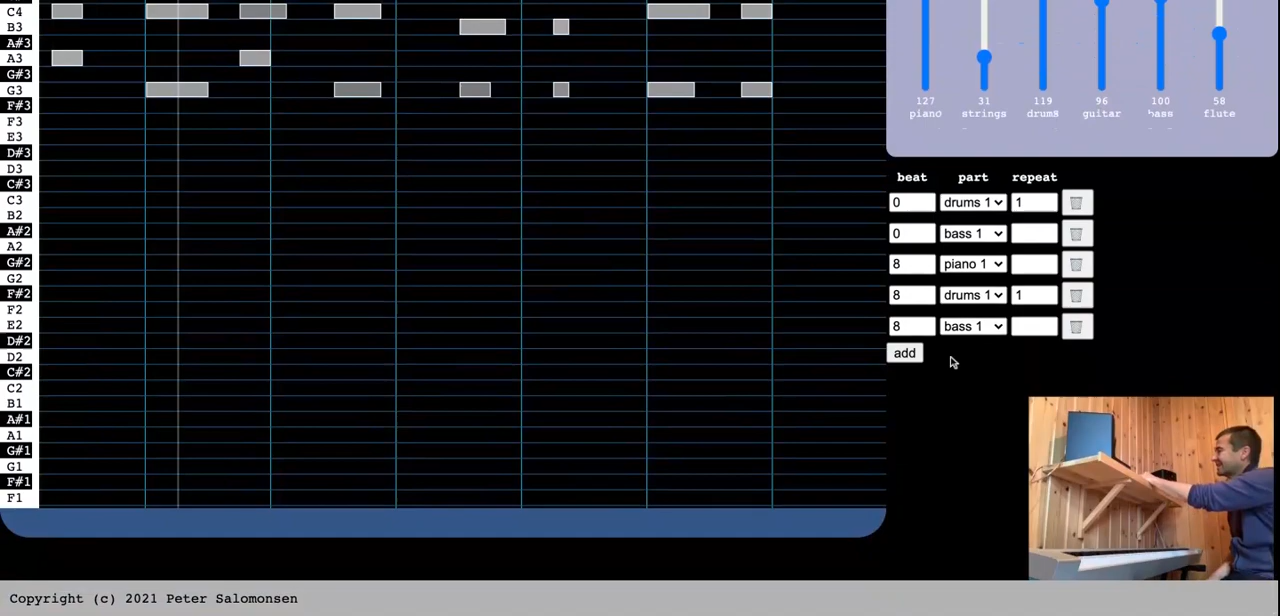 C4
B3
A#3
A3
G#3
G3
F#3
F3
E3
D#3
D3
C#3
C3
B2
A#2
A2
G#2
G2
F#2
F2
E2
D#2
D2
C#2
C2
B1
A#1
A1
G#1
G1
F#1
F1
127 31 119 96 100 58
piano strings drums guitar bass flute
beat part repeat
0 drums 1 1
0 bass 1
8 piano 1
8 drums 1 1
8 bass 1
add
Copyright (c) 2021 Peter Salomonsen